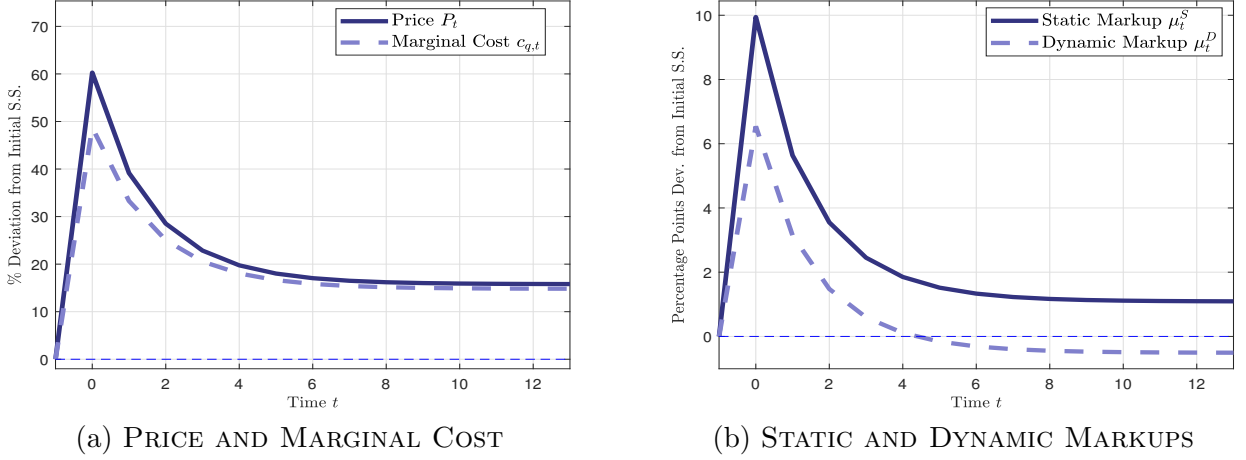 % Deviation from Initial S.S.
70
60
50
40
30
20
10
0
Price P_t
Marginal Cost c_{q,t}
0 2 4 6 8 10 12
Time t
(a) PRICE AND MARGINAL COST
Percentage Points Dev. from Initial S.S.
10
8
6
4
2
0
Static Markup μ_t^S
Dynamic Markup μ_t^D
0 2 4 6 8 10 12
Time t
(b) STATIC AND DYNAMIC MARKUPS